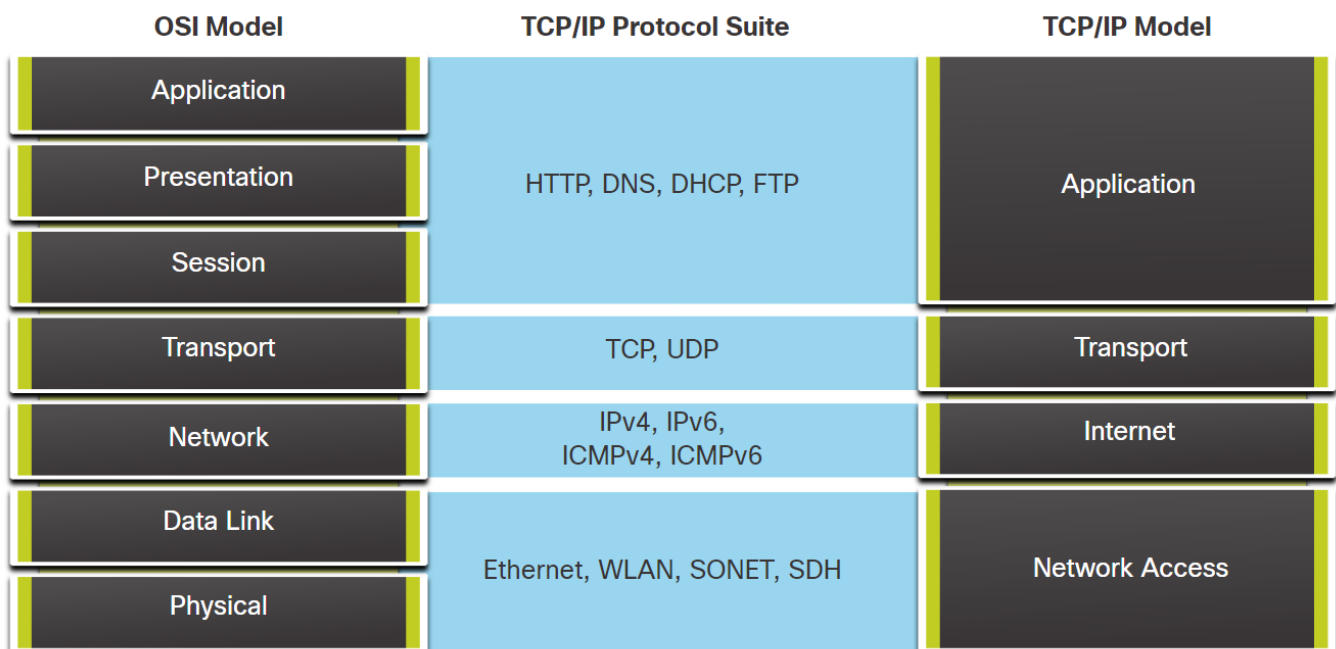 OSI Model
TCP/IP Protocol Suite
TCP/IP Model
Application
Presentation
Session
Transport
Network
Data Link
Physical
HTTP, DNS, DHCP, FTP
TCP, UDP
IPv4, IPv6,
ICMPv4, ICMPv6
Ethernet, WLAN, SONET, SDH
Application
Transport
Internet
Network Access